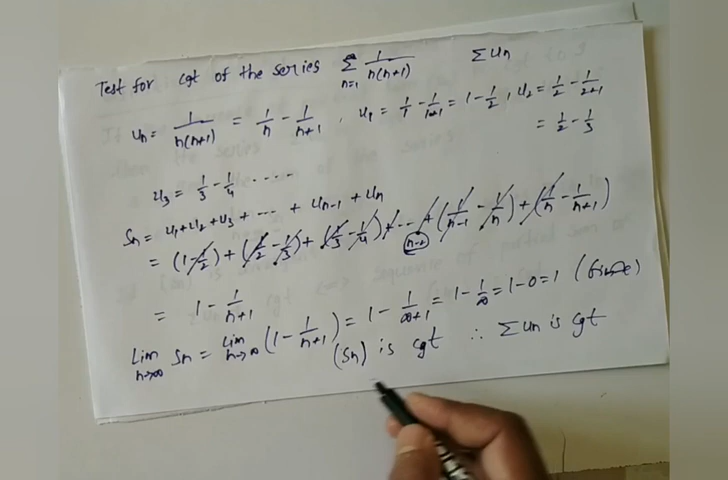 Test for cgt of the series ∑_{n=1} 1/n(n+1) ∑un
un = 1/n(n+1) = 1/n - 1/n+1 , u1 = 1/1 - 1/1+1 = 1 - 1/2 , u2 = 1/2 - 1/2+1
= 1/2 - 1/3
u3 = 1/3 - 1/4 .....
Sn = u1 + u2 + u3 + ... + un-1 + un
= (1 - 1/2) + (1/2 - 1/3) + (1/3 - 1/4) + ... + (1/n-1 - 1/n) + (1/n - 1/n+1)
= 1 - 1/n+1
Lim n→∞ Sn = Lim n→∞ (1 - 1/n+1) = 1 - 1/∞+1 = 1 - 1/∞ = 1 - 0 = 1
(Sn) is cgt ∴ ∑un is cgt